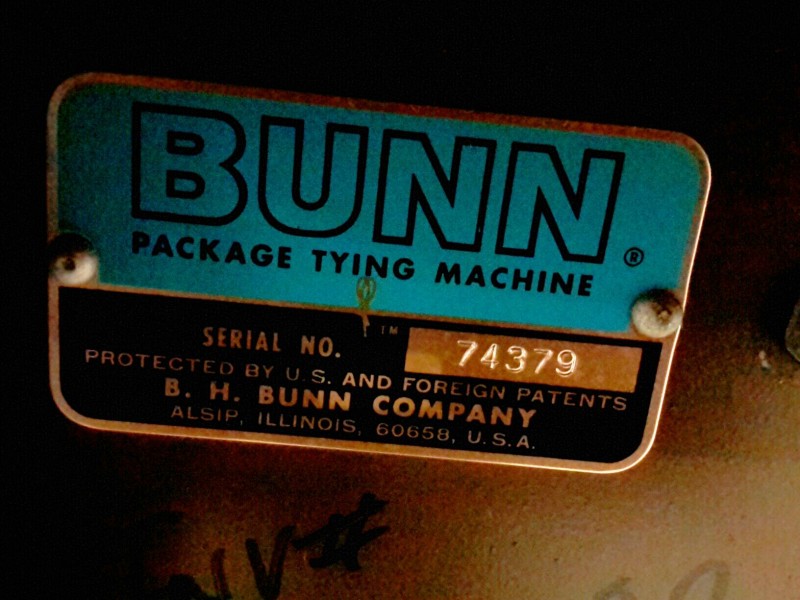 BUNN®
PACKAGE TYING MACHINE
TM
SERIAL NO. 74379
PROTECTED BY U.S. AND FOREIGN PATENTS
B. H. BUNN COMPANY
ALSIP, ILLINOIS, 60658, U.S.A.